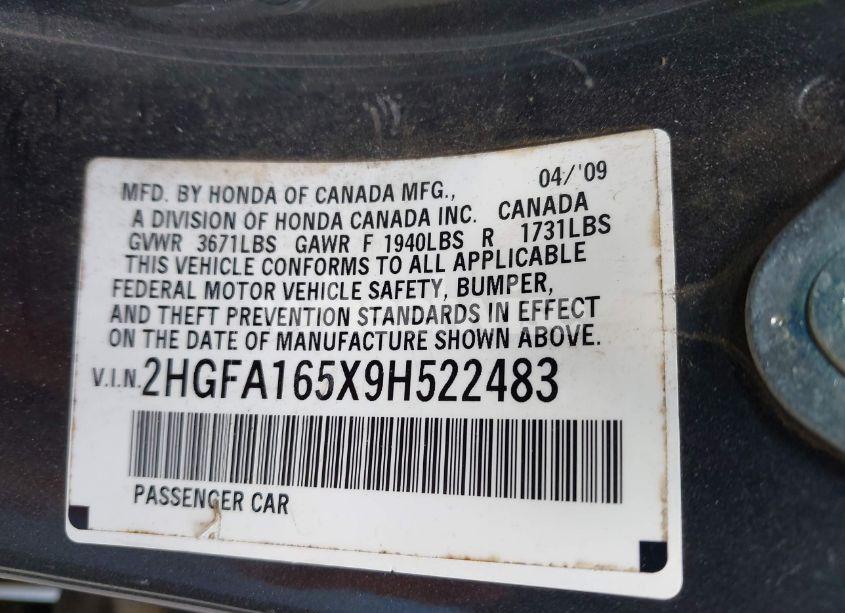 MFD. BY HONDA OF CANADA MFG., 04/'09
A DIVISION OF HONDA CANADA INC. CANADA
GVWR 3671LBS GAWR F 1940LBS R 1731LBS
THIS VEHICLE CONFORMS TO ALL APPLICABLE
FEDERAL MOTOR VEHICLE SAFETY, BUMPER,
AND THEFT PREVENTION STANDARDS IN EFFECT
ON THE DATE OF MANUFACTURE SHOWN ABOVE.
V.I.N. 2HGFA165X9H522483
PASSENGER CAR